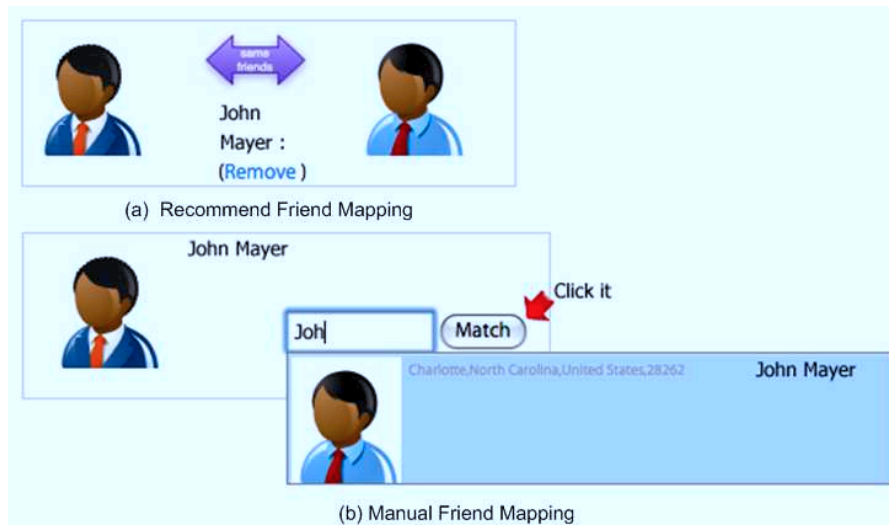 same
friends
John
Mayer :
(Remove )
(a) Recommend Friend Mapping
John Mayer
Click it
Joh
Match
Charlotte,North Carolina,United States,28262
John Mayer
(b) Manual Friend Mapping